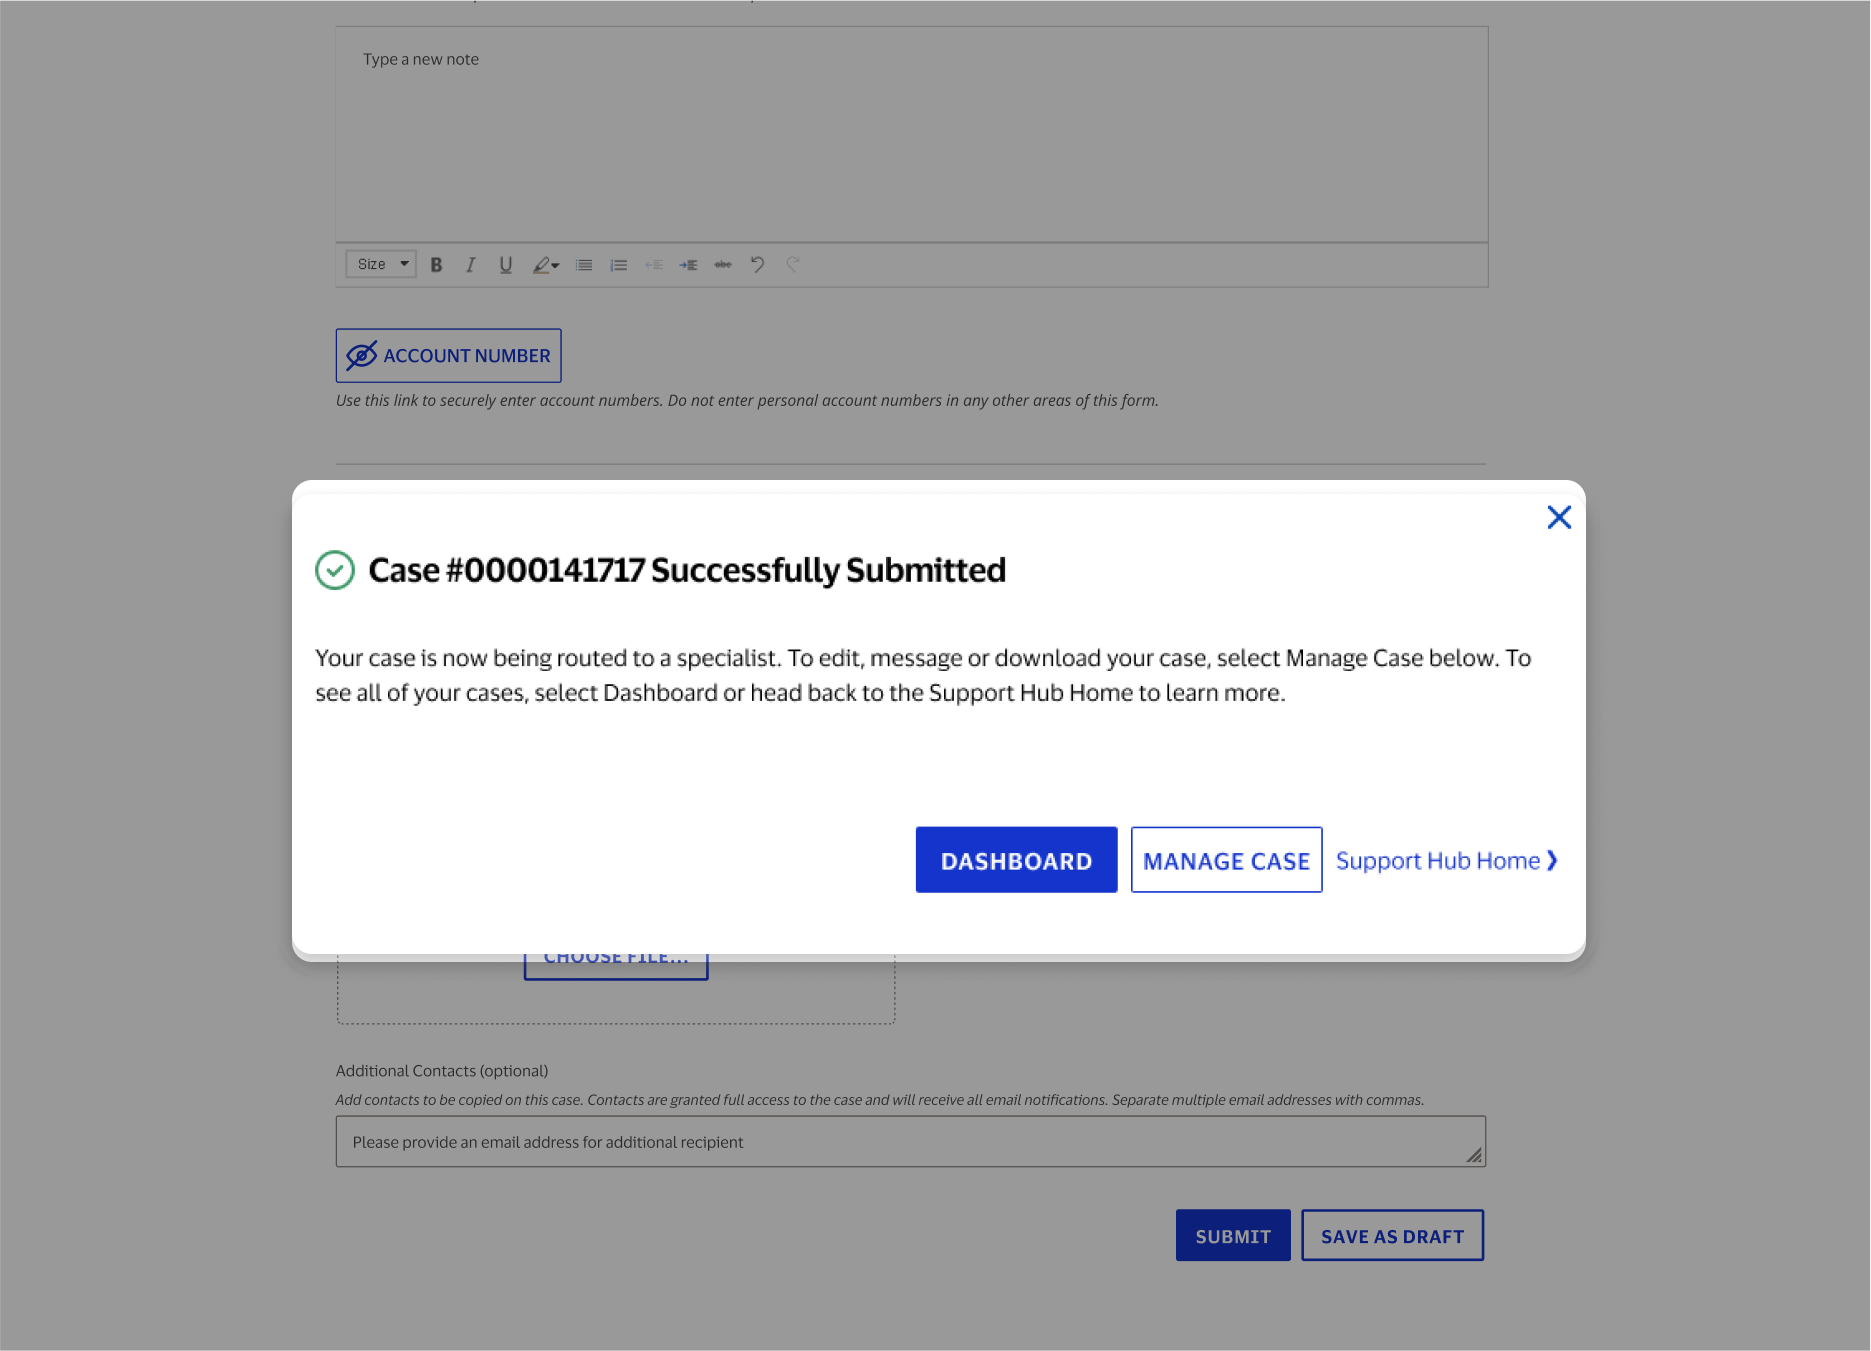 Type a new note
Size B I U abc
ACCOUNT NUMBER
Use this link to securely enter account numbers. Do not enter personal account numbers in any other areas of this form.
Case #0000141717 Successfully Submitted
Your case is now being routed to a specialist. To edit, message or download your case, select Manage Case below. To
see all of your cases, select Dashboard or head back to the Support Hub Home to learn more.
DASHBOARD MANAGE CASE Support Hub Home ❯
CHOOSE FILE...
Additional Contacts (optional)
Add contacts to be copied on this case. Contacts are granted full access to the case and will receive all email notifications. Separate multiple email addresses with commas.
Please provide an email address for additional recipient
SUBMIT SAVE AS DRAFT